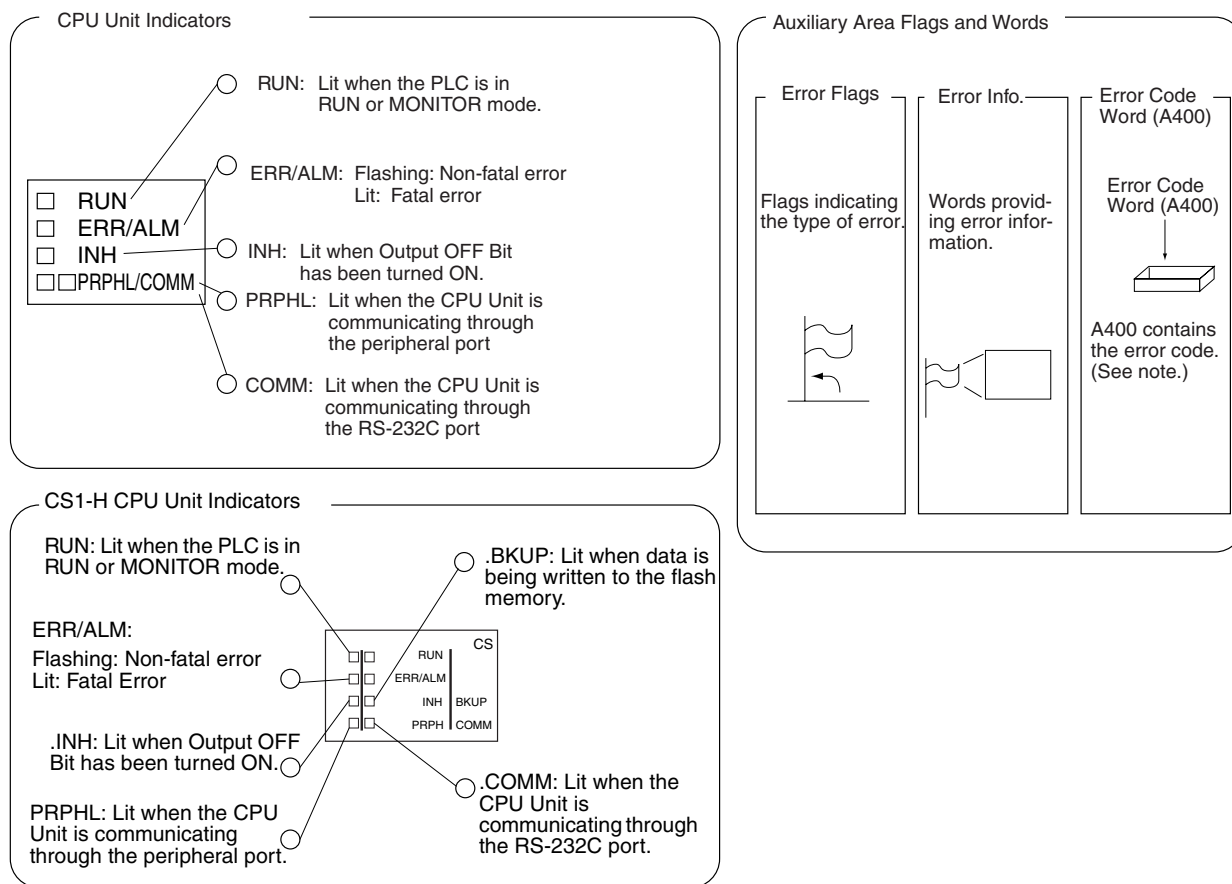 CPU Unit Indicators
RUN: Lit when the PLC is in
RUN or MONITOR mode.
ERR/ALM: Flashing: Non-fatal error
Lit: Fatal error
INH: Lit when Output OFF Bit
has been turned ON.
PRPHL: Lit when the CPU Unit is
communicating through
the peripheral port
COMM: Lit when the CPU Unit is
communicating through
the RS-232C port
RUN
ERR/ALM
INH
PRPHL/COMM
Auxiliary Area Flags and Words
Error Flags
Flags indicating
the type of error.
Error Info.
Words provid-
ing error infor-
mation.
Error Code
Word (A400)
Error Code
Word (A400)
A400 contains
the error code.
(See note.)
CS1-H CPU Unit Indicators
RUN: Lit when the PLC is in
RUN or MONITOR mode.
ERR/ALM:
Flashing: Non-fatal error
Lit: Fatal Error
.INH: Lit when Output OFF
Bit has been turned ON.
PRPHL: Lit when the CPU
Unit is communicating
through the peripheral port.
.BKUP: Lit when data is
being written to the flash
memory.
CS
RUN
ERR/ALM
INH BKUP
PRPH COMM
.COMM: Lit when the
CPU Unit is
communicating through
the RS-232C port.